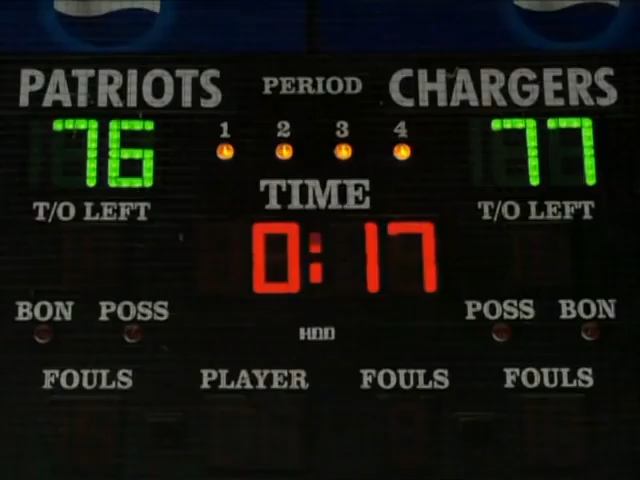 PATRIOTS PERIOD CHARGERS
76 1 2 3 4 77
T/O LEFT TIME T/O LEFT
0:17
BON POSS POSS BON
FOULS PLAYER FOULS FOULS